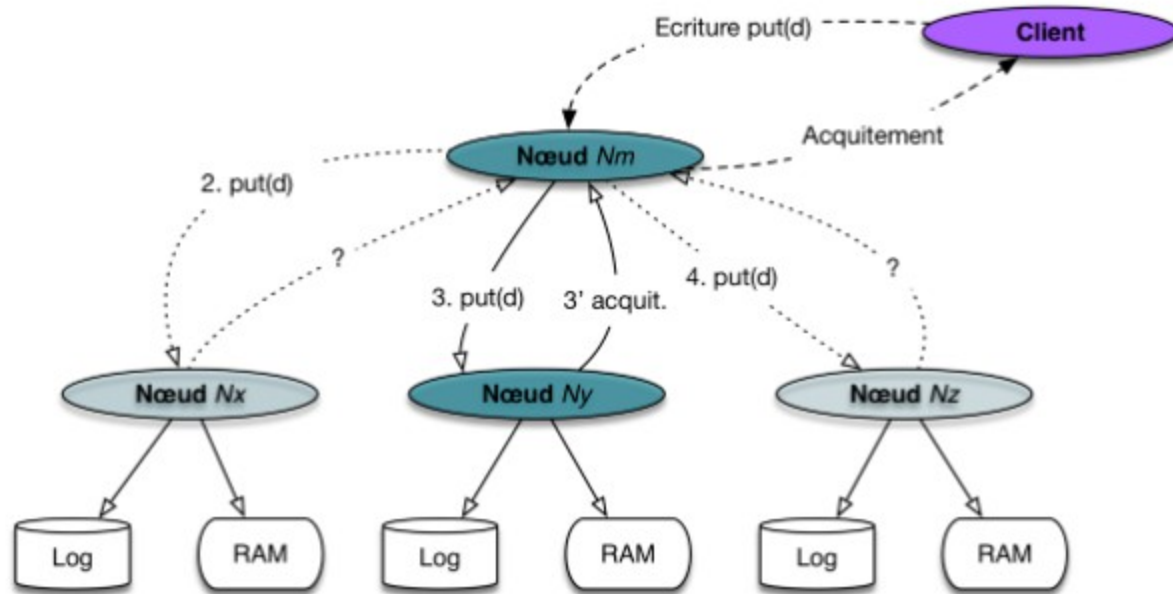 Ecriture put(d)
Client
Acquitement
Nœud Nm
2. put(d)
?
3. put(d)
3’ acquit.
4. put(d)
?
Nœud Nx
Nœud Ny
Nœud Nz
Log
RAM
Log
RAM
Log
RAM